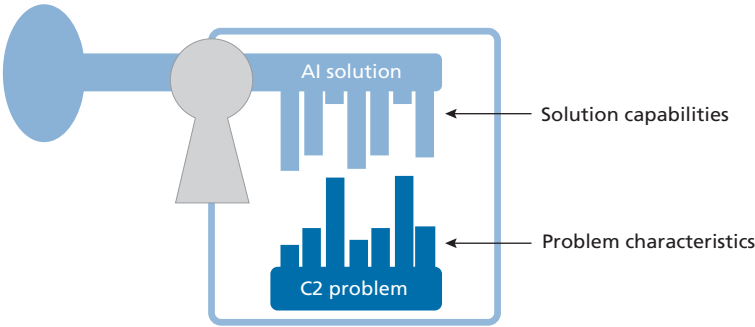 AI solution
Solution capabilities
Problem characteristics
C2 problem